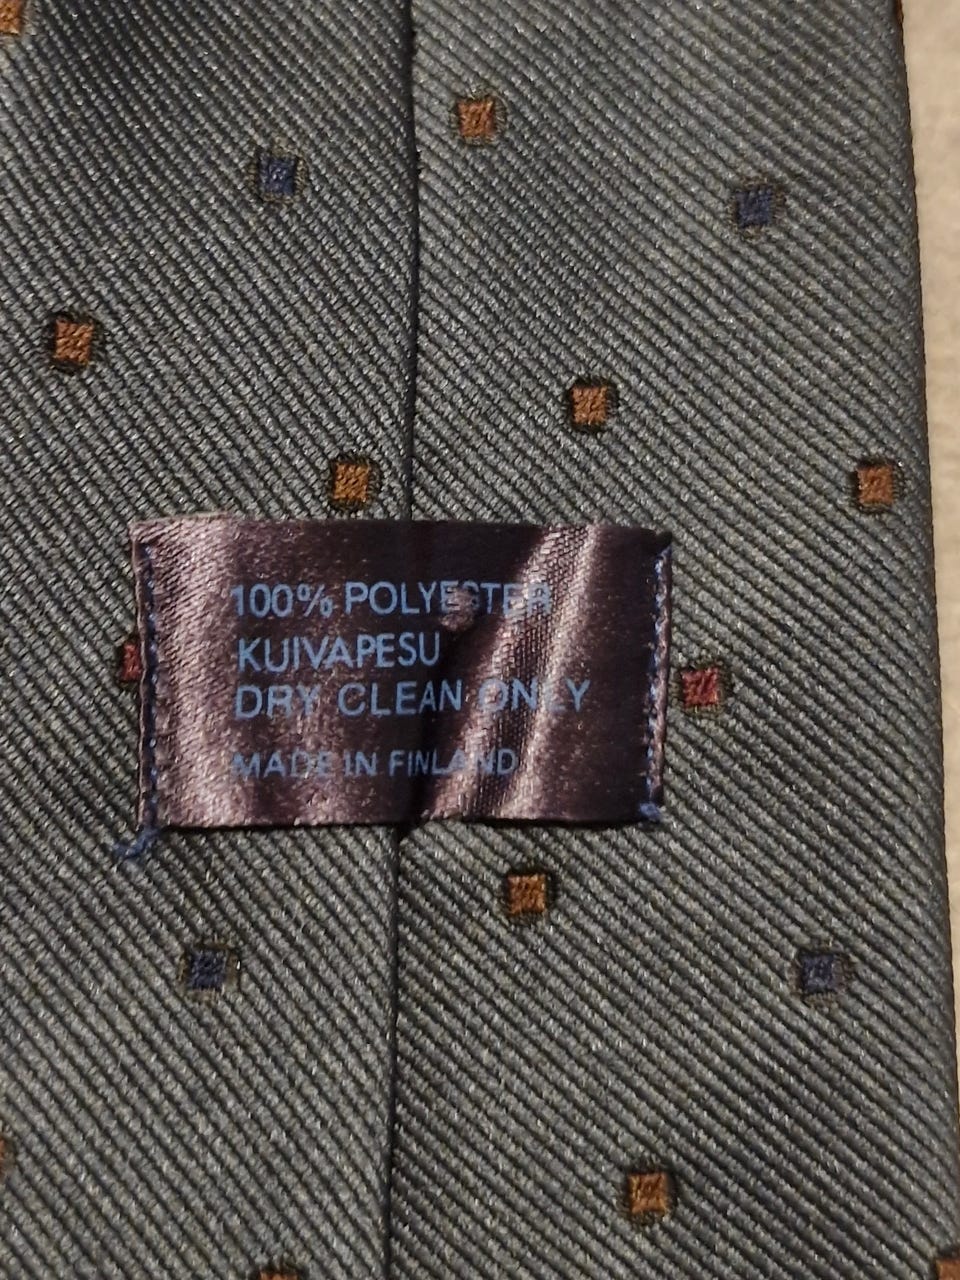 100% POLYESTER
KUIVAPESU
DRY CLEAN ONLY
MADE IN FINLAND